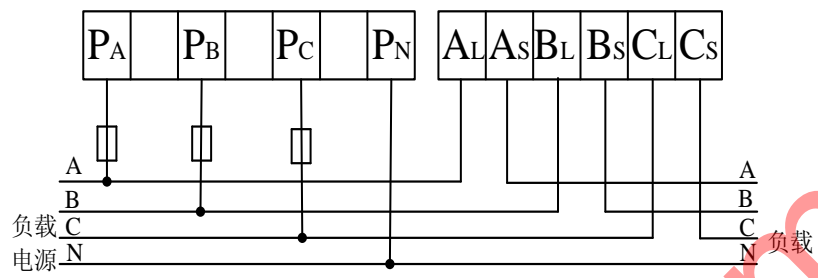 PA PB PC PN AL AS BL BS CL CS
A A
B B
负载 C C 负载
电源 N N